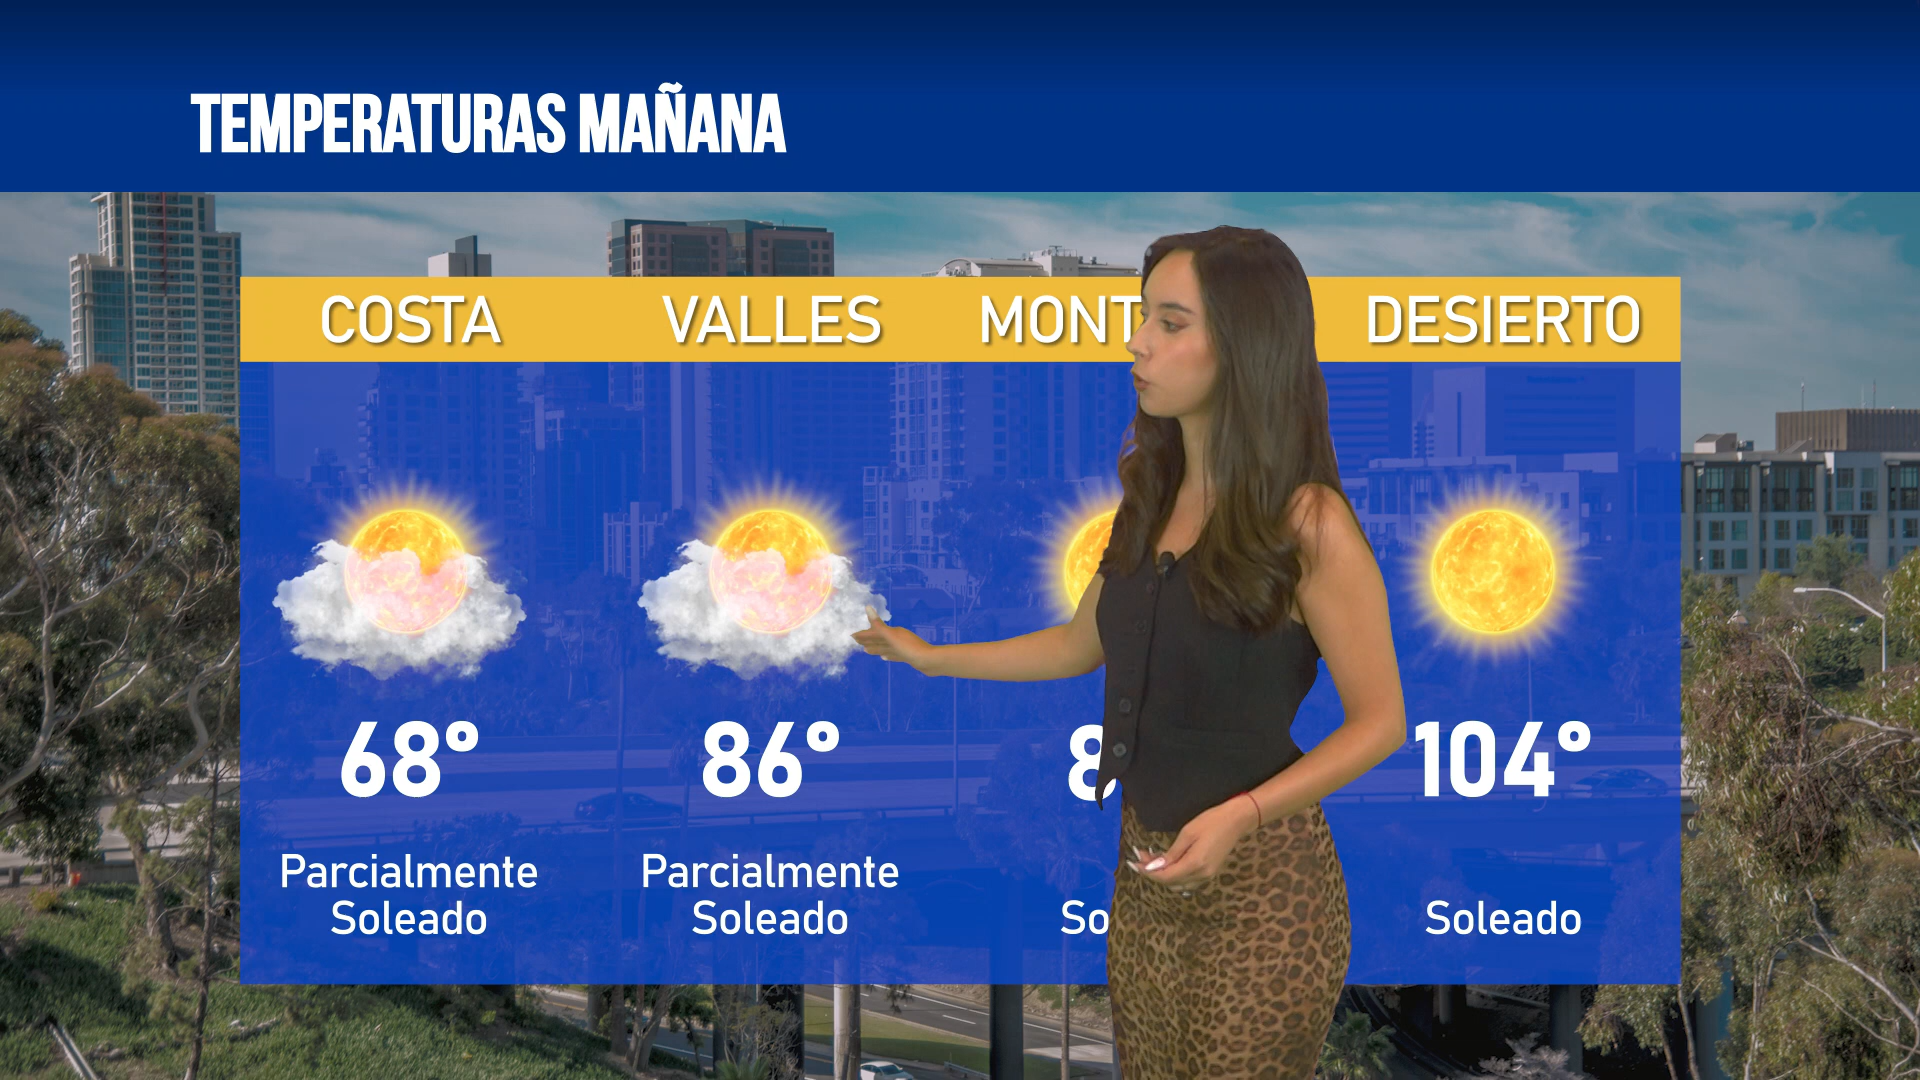 TEMPERATURAS MAÑANA
COSTA VALLES DESIERTO
68° 86° 104°
Parcialmente Parcialmente
Soleado Soleado Soleado